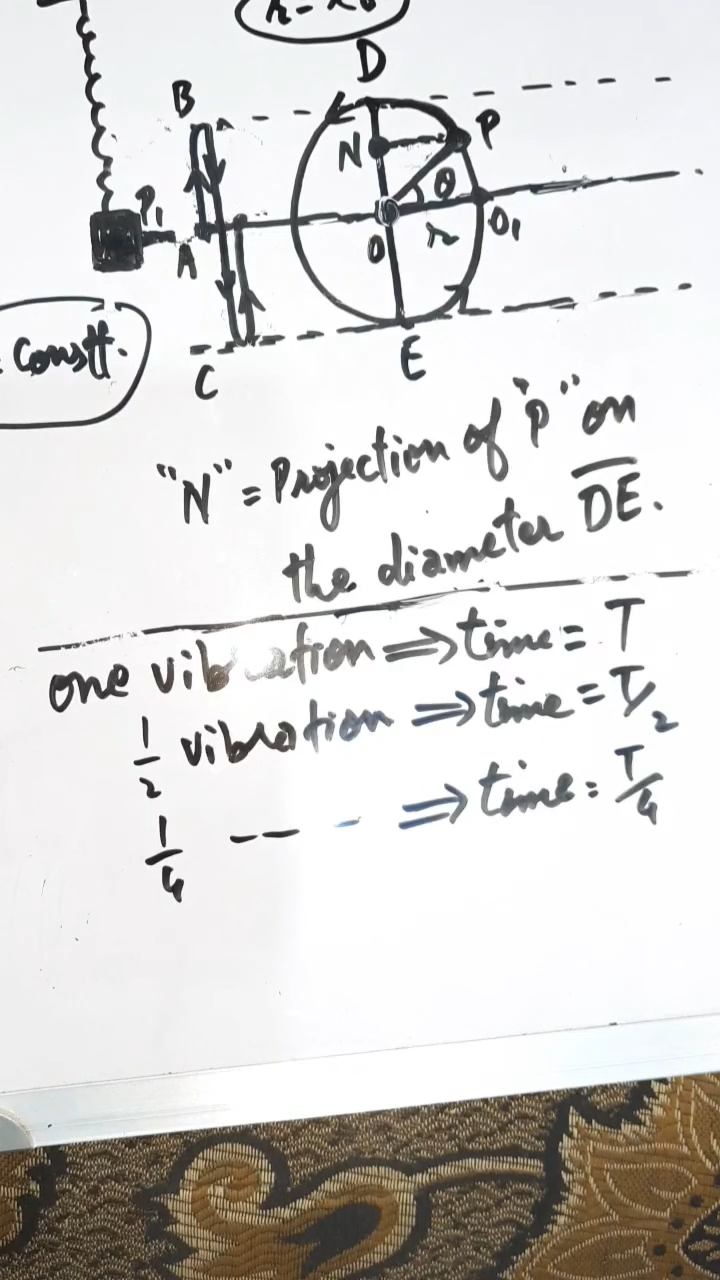 D
B
N
P
P₁
θ
A
O
r
O₁
Constt.
E
C
"N" = Projection of "P" on
the diameter DE.
one vibration ⇒ time = T
1/2 vibration ⇒ time = T/2
1/4 --- ⇒ time = T/4